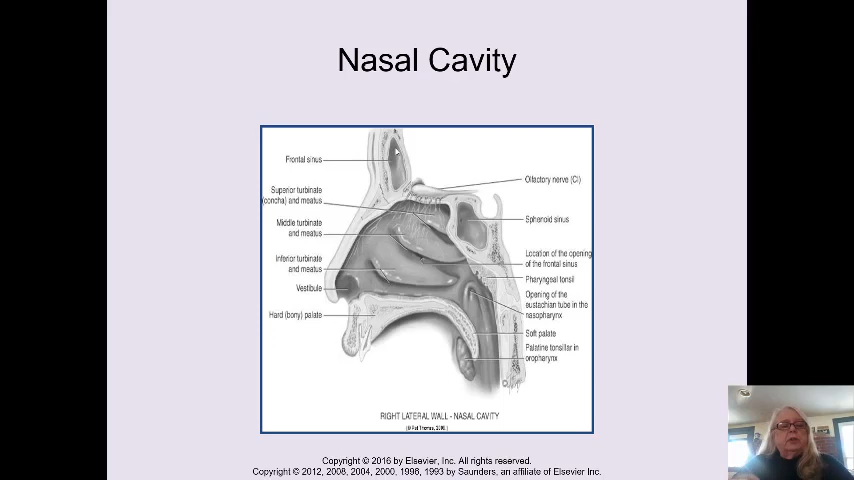 Nasal Cavity
Frontal sinus
Superior turbinate
(concha) and meatus
Middle turbinate
and meatus
Inferior turbinate
and meatus
Vestibule
Hard (bony) palate
Olfactory nerve (CI)
Sphenoid sinus
Location of the opening
of the frontal sinus
Pharyngeal tonsil
Opening of the
eustachian tube in the
nasopharynx
Soft palate
Palatine tonsillar in
oropharynx
RIGHT LATERAL WALL - NASAL CAVITY
(© Pat Thomas, 2006.)
Copyright © 2016 by Elsevier, Inc. All rights reserved.
Copyright © 2012, 2008, 2004, 2000, 1996, 1993 by Saunders, an affiliate of Elsevier Inc.